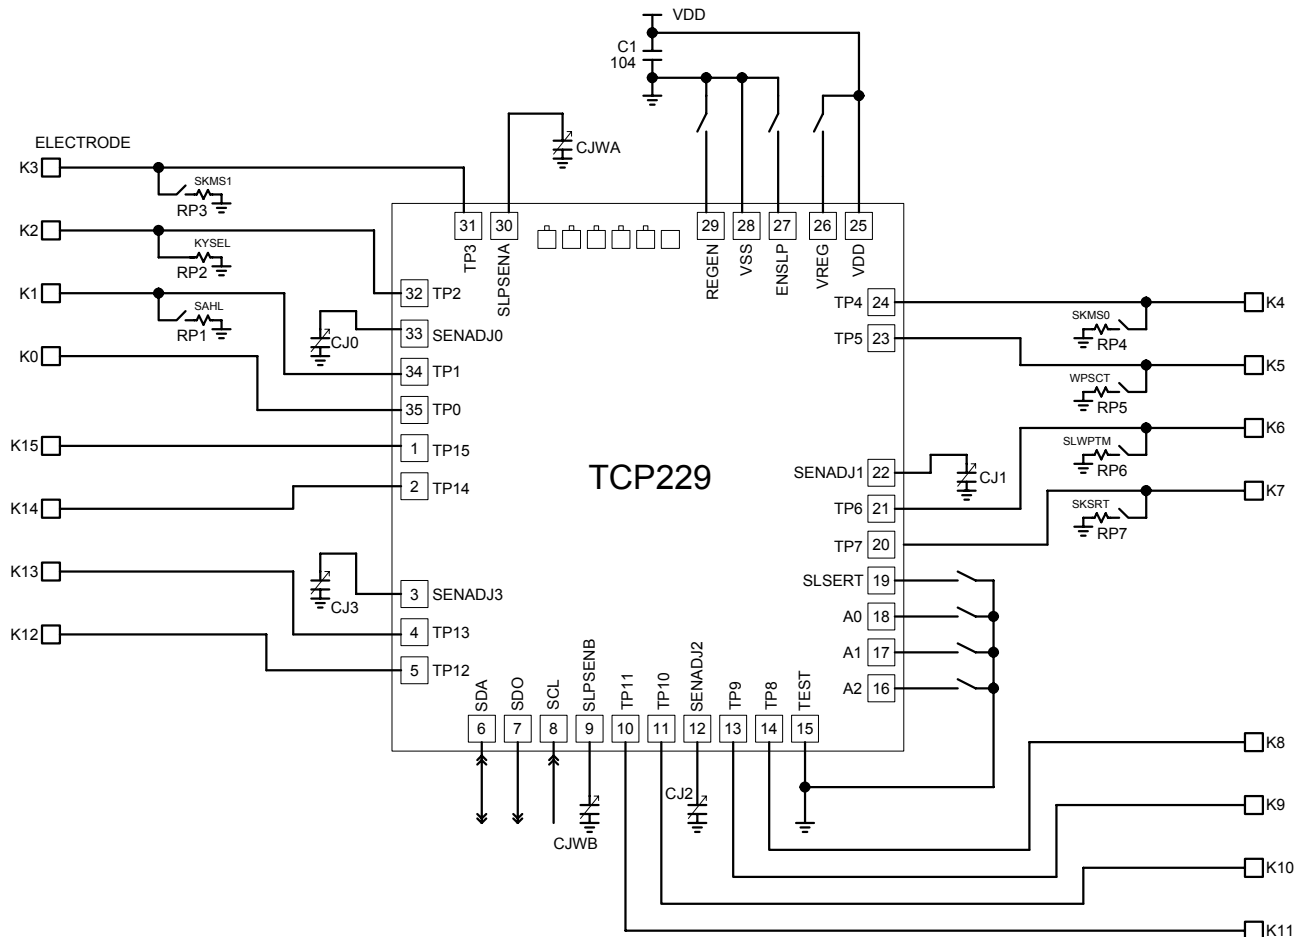 VDD
C1
104
CJWA
ELECTRODE
K3
SKMS1
RP3
K2
KYSEL
RP2
K1
SAHL
RP1
K0
K15
K14
K13
K12
31
TP3
30
SLPSENA
29
REGEN
28
VSS
27
ENSLP
26
VREG
25
VDD
32 TP2
CJ0
33 SENADJ0
34 TP1
35 TP0
1 TP15
2 TP14
CJ3
3 SENADJ3
4 TP13
5 TP12
TCP229
TP4 24
TP5 23
SENADJ1 22
CJ1
TP6 21
TP7 20
SLSERT 19
A0 18
A1 17
A2 16
K4
SKMS0
RP4
K5
WPSCT
RP5
K6
SLWPTM
RP6
K7
SKSRT
RP7
SDA
6
SDO
7
SCL
8
SLPSENB
9
TP11
10
TP10
11
SENADJ2
12
TP9
13
TP8
14
TEST
15
CJWB
CJ2
K8
K9
K10
K11